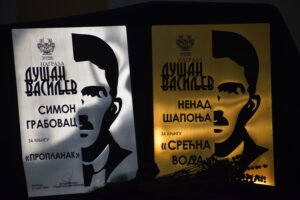 НАГРАДА
ДУШАН
ВАСИЉЕВ
СИМОН
ГРАБОВАЦ
ЗА КЊИГУ
«ПРОПЛАНАК»
НАГРАДА
ДУШАН
ВАСИЉЕВ
НЕНАД
ШАПОЊА
ЗА КЊИГУ
«СРЕЋНА
ВОДА»